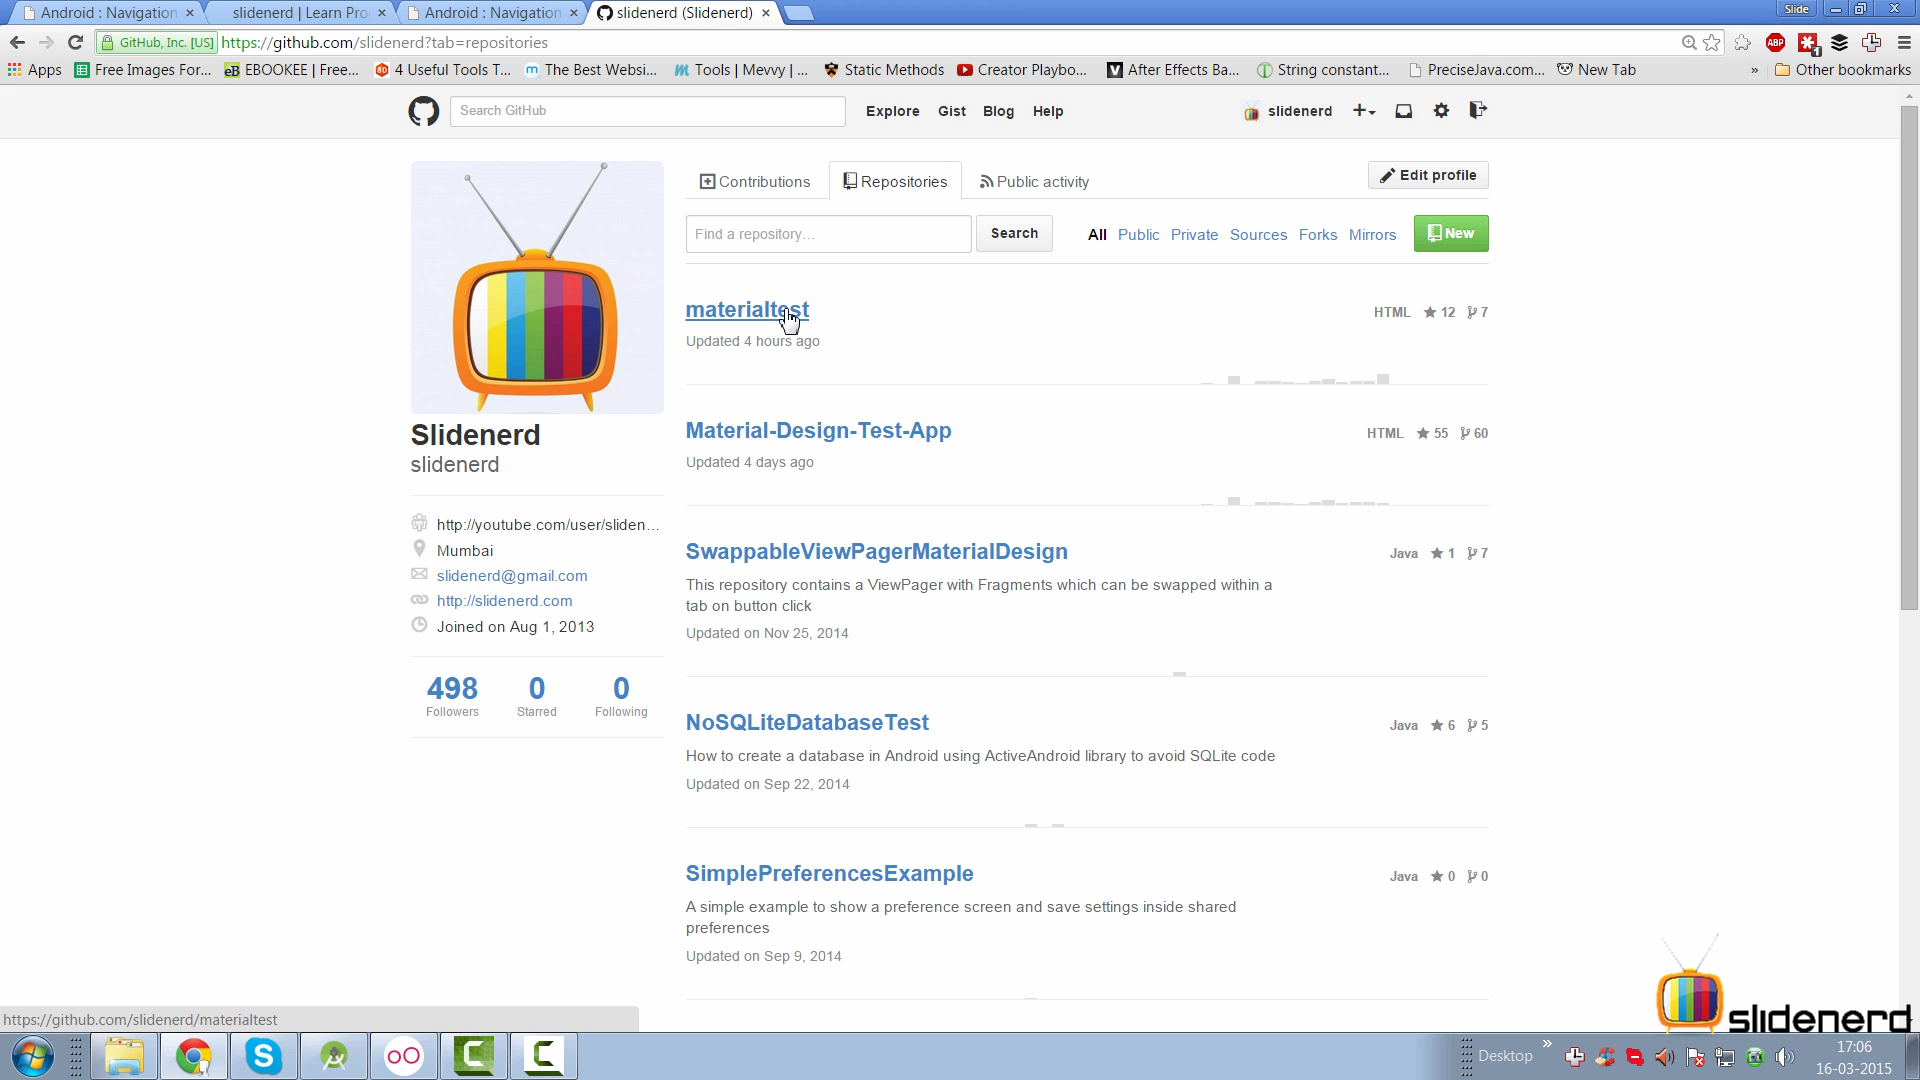 Android : Navigation
slidenerd | Learn Pro
Android : Navigation
slidenerd (Slidenerd)
Slide
GitHub, Inc. [US] https://github.com/slidenerd?tab=repositories
ABP
1
Apps
Free Images For...
EBOOKEE | Free...
4 Useful Tools T...
The Best Websi...
Tools | Mevvy | ...
Static Methods
Creator Playbo...
After Effects Ba...
String constant...
PreciseJava.com...
New Tab
»
Other bookmarks
Search GitHub
Explore Gist Blog Help
slidenerd
Contributions
Repositories
Public activity
Edit profile
Find a repository...
Search
All Public Private Sources Forks Mirrors
New
materialtest
HTML 12 7
Updated 4 hours ago
Material-Design-Test-App
HTML 55 60
Updated 4 days ago
Slidenerd
slidenerd
http://youtube.com/user/sliden...
Mumbai
slidenerd@gmail.com
http://slidenerd.com
Joined on Aug 1, 2013
498 0 0
Followers Starred Following
SwappableViewPagerMaterialDesign
Java 1 7
This repository contains a ViewPager with Fragments which can be swapped within a
tab on button click
Updated on Nov 25, 2014
NoSQLiteDatabaseTest
Java 6 5
How to create a database in Android using ActiveAndroid library to avoid SQLite code
Updated on Sep 22, 2014
SimplePreferencesExample
Java 0 0
A simple example to show a preference screen and save settings inside shared
preferences
Updated on Sep 9, 2014
https://github.com/slidenerd/materialtest
slidenerd
Desktop
»
17:06
16-03-2015